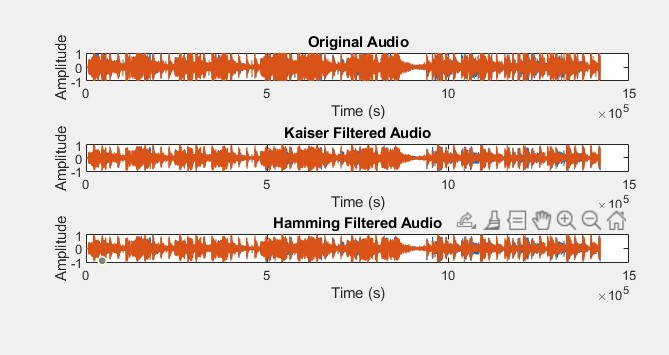 Original Audio
Amplitude
1
0
-1
0 5 10 15
Time (s)
×10^5
Kaiser Filtered Audio
Amplitude
1
0
-1
0 5 10 15
Time (s)
×10^5
Hamming Filtered Audio
Amplitude
1
0
-1
0 5 10 15
Time (s)
×10^5